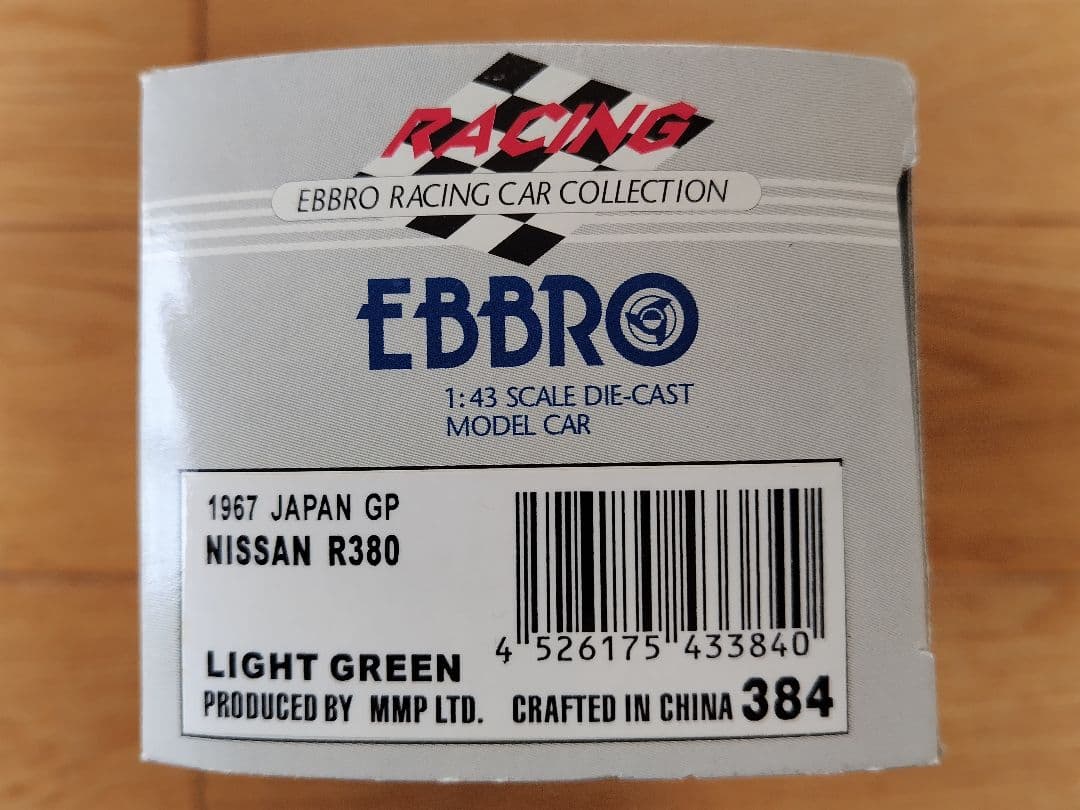 RACING
EBBRO RACING CAR COLLECTION
EBBRO
1:43 SCALE DIE-CAST
MODEL CAR
1967 JAPAN GP
NISSAN R380
LIGHT GREEN
4 526175 433840
PRODUCED BY MMP LTD. CRAFTED IN CHINA 384